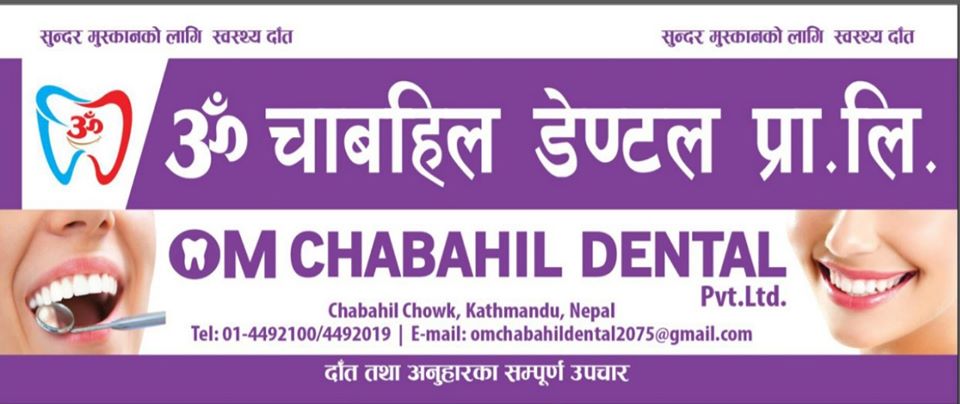 सुन्दर मुस्कानको लागि स्वस्थ्य दाँत
सुन्दर मुस्कानको लागि स्वस्थ्य दाँत
ॐ
ॐ चाबहिल डेण्टल प्रा.लि.
OM CHABAHIL DENTAL
Pvt.Ltd.
Chabahil Chowk, Kathmandu, Nepal
Tel: 01-4492100/4492019 | E-mail: omchabahildental2075@gmail.com
दाँत तथा अनुहारका सम्पूर्ण उपचार